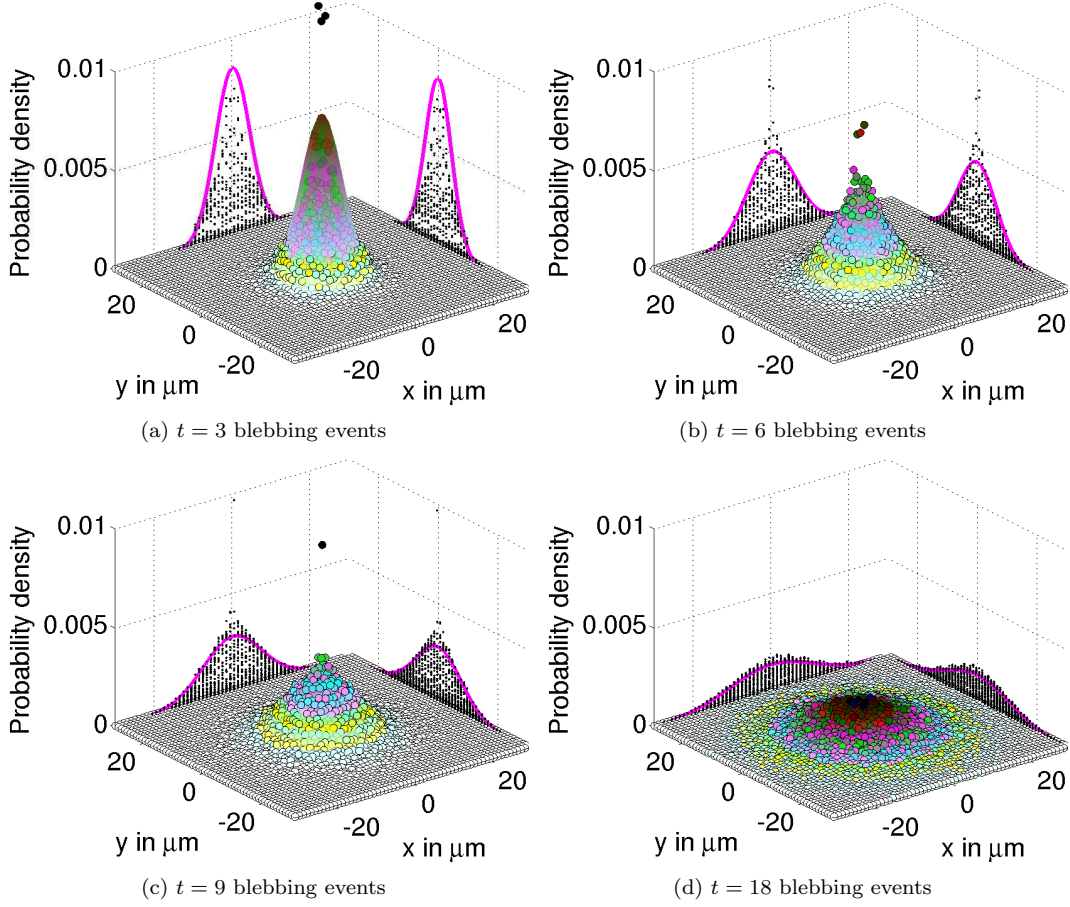 Probability density
0.01
0.005
0
20
0
-20
y in μm
-20
0
20
x in μm
(a) t = 3 blebbing events
Probability density
0.01
0.005
0
20
0
-20
y in μm
-20
0
20
x in μm
(b) t = 6 blebbing events
Probability density
0.01
0.005
0
20
0
-20
y in μm
-20
0
20
x in μm
(c) t = 9 blebbing events
Probability density
0.01
0.005
0
20
0
-20
y in μm
-20
0
20
x in μm
(d) t = 18 blebbing events